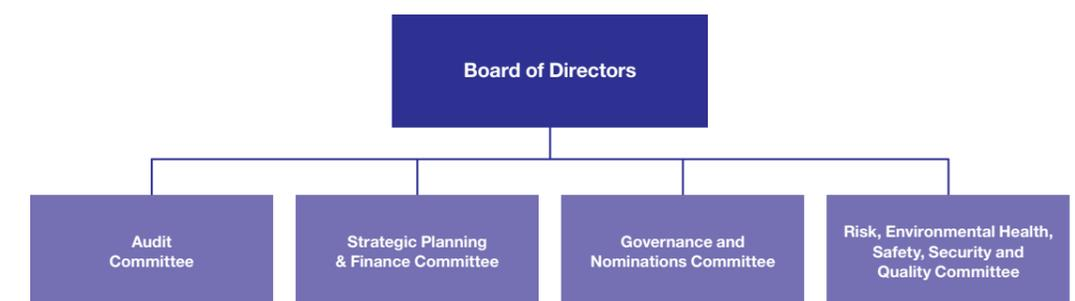 Board of Directors
Audit
Committee
Strategic Planning
& Finance Committee
Governance and
Nominations Committee
Risk, Environmental Health,
Safety, Security and
Quality Committee